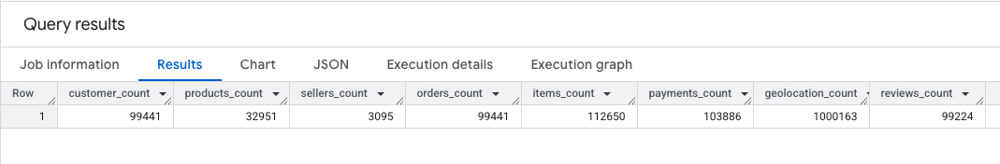 Query results
Job information Results Chart JSON Execution details Execution graph
Row customer_count products_count sellers_count orders_count items_count payments_count geolocation_count reviews_count
1 99441 32951 3095 99441 112650 103886 1000163 99224